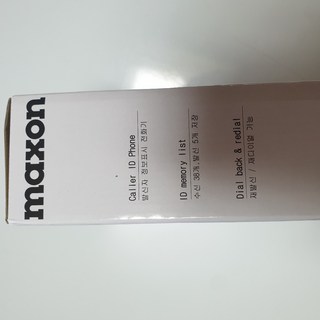 maxon
Caller ID Phone
발신자 정보표시 전화기
ID memory list
수신 38개, 발신 5개 저장
Dial back & redial
재발신 / 재다이얼 기능